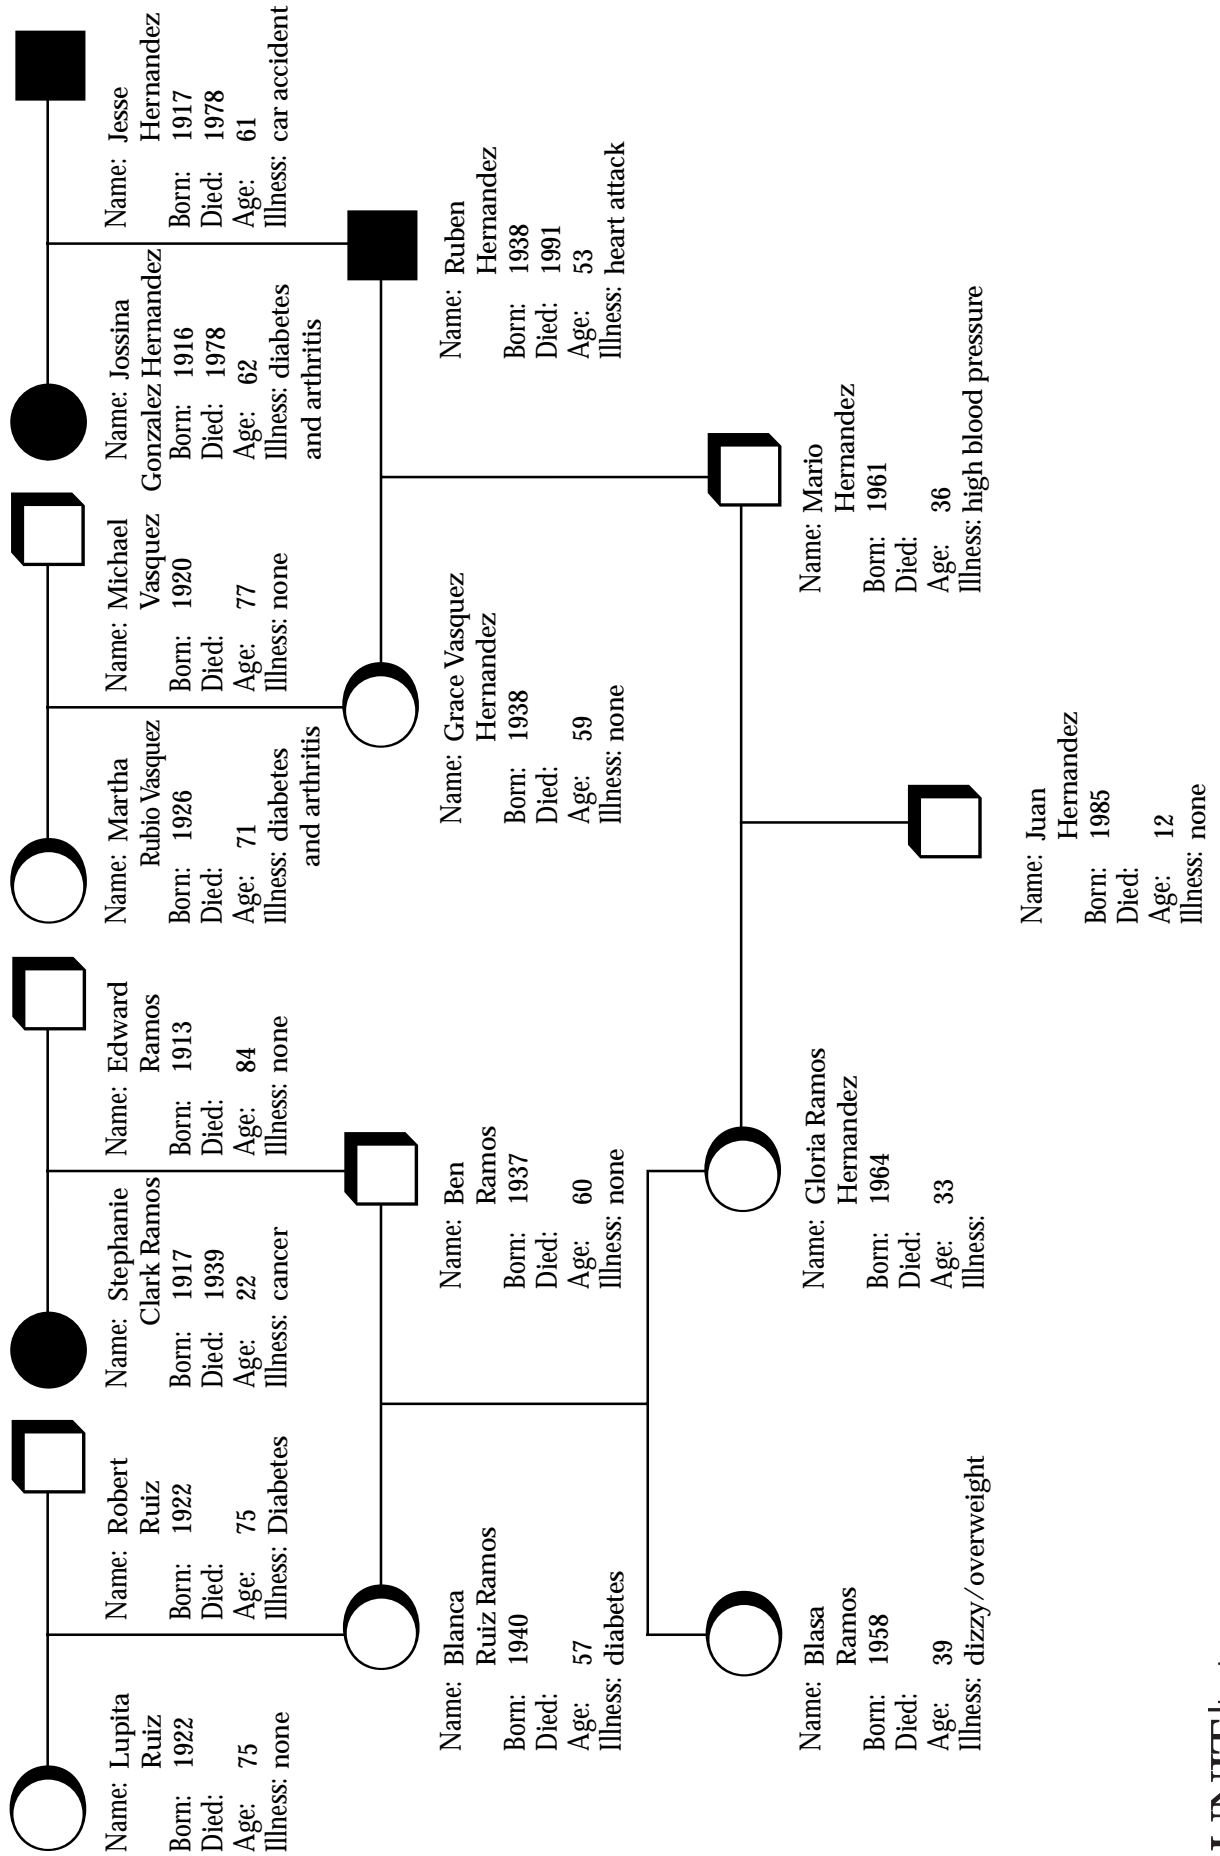 Name: Lupita
Ruiz
Born: 1922
Died:
Age: 75
Illness: none
Name: Robert
Ruiz
Born: 1922
Died:
Age: 75
Illness: Diabetes
Name: Stephanie
Clark Ramos
Born: 1917
Died: 1939
Age: 22
Illness: cancer
Name: Edward
Ramos
Born: 1913
Died:
Age: 84
Illness: none
Name: Martha
Rubio Vasquez
Born: 1926
Died:
Age: 71
Illness: diabetes
and arthritis
Name: Michael
Vasquez
Born: 1920
Died:
Age: 77
Illness: none
Name: Jossina
Gonzalez Hernandez
Born: 1916
Died: 1978
Age: 62
Illness: diabetes
and arthritis
Name: Jesse
Hernandez
Born: 1917
Died: 1978
Age: 61
Illness: car accident
Name: Blanca
Ruiz Ramos
Born: 1940
Died:
Age: 57
Illness: diabetes
Name: Ben
Ramos
Born: 1937
Died:
Age: 60
Illness: none
Name: Grace Vasquez
Hernandez
Born: 1938
Died:
Age: 59
Illness: none
Name: Ruben
Hernandez
Born: 1938
Died: 1991
Age: 53
Illness: heart attack
Name: Blasa
Ramos
Born: 1958
Died:
Age: 39
Illness: dizzy/overweight
Name: Gloria Ramos
Hernandez
Born: 1964
Died:
Age: 33
Illness:
Name: Mario
Hernandez
Born: 1961
Died:
Age: 36
Illness: high blood pressure
Name: Juan
Hernandez
Born: 1985
Died:
Age: 12
Illness: none